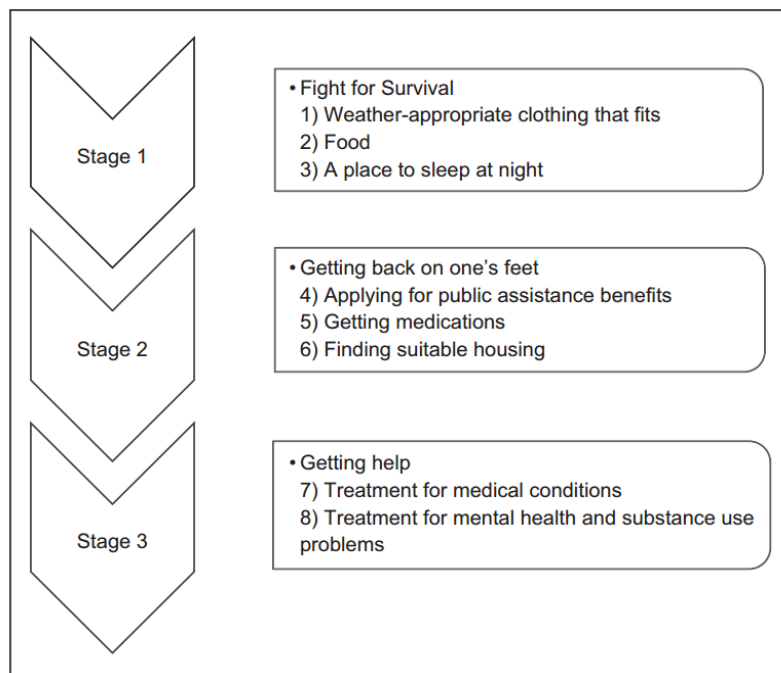 Stage 1
• Fight for Survival
1) Weather-appropriate clothing that fits
2) Food
3) A place to sleep at night
Stage 2
• Getting back on one’s feet
4) Applying for public assistance benefits
5) Getting medications
6) Finding suitable housing
Stage 3
• Getting help
7) Treatment for medical conditions
8) Treatment for mental health and substance use
problems